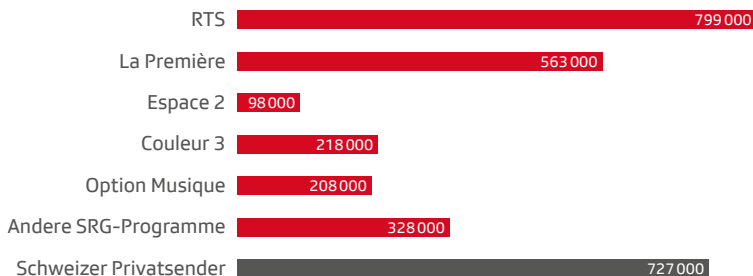 RTS 799 000
La Première 563 000
Espace 2 98 000
Couleur 3 218 000
Option Musique 208 000
Andere SRG-Programme 328 000
Schweizer Privatsender 727 000